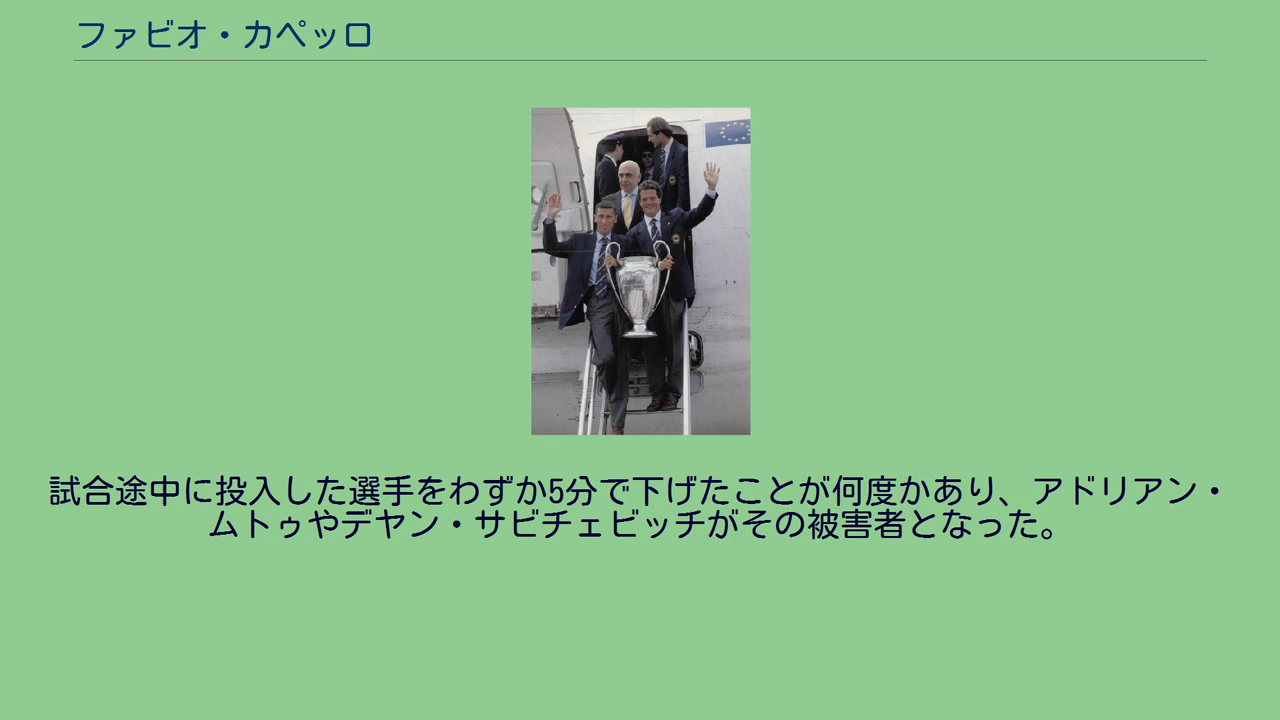 ファビオ・カペッロ
試合途中に投入した選手をわずか5分で下げたことが何度かあり、アドリアン・
ムトゥやデヤン・サビチェビッチがその被害者となった。